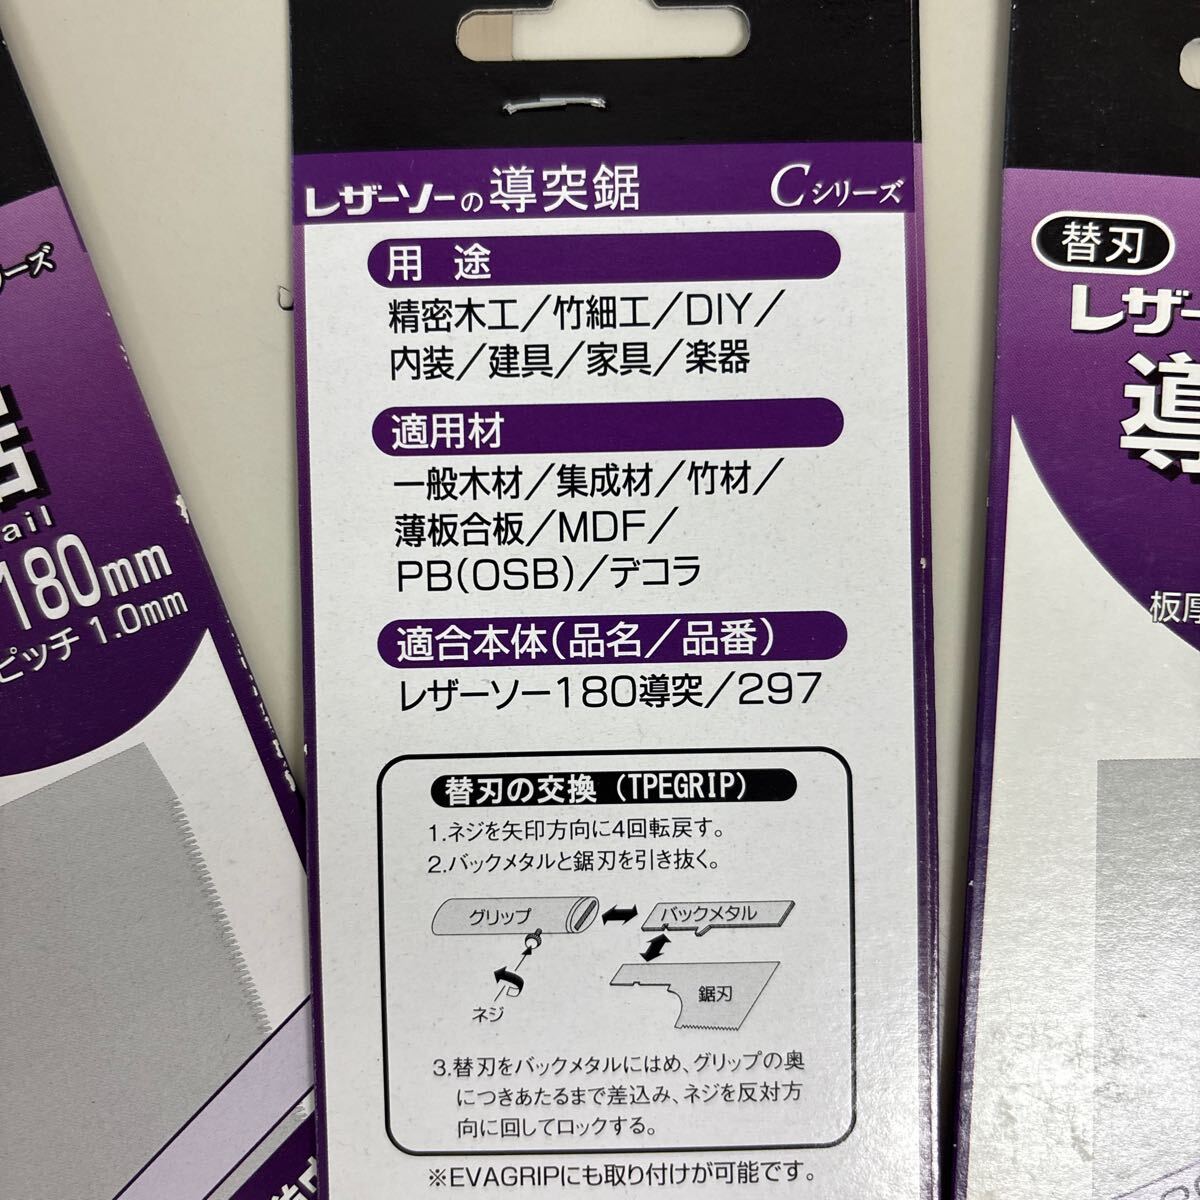 レザーソーの導突鋸 Cシリーズ
用途
精密木工／竹細工／DIY／
内装／建具／家具／楽器
適用材
一般木材／集成材／竹材／
薄板合板／MDF／
PB(OSB)／デコラ
適合本体(品名／品番)
レザーソー180導突／297
替刃の交換(TPEGRIP)
1.ネジを矢印方向に4回転戻す。
2.バックメタルと鋸刃を引き抜く。
グリップ
バックメタル
ネジ
鋸刃
3.替刃をバックメタルにはめ、グリップの奥
につきあたるまで差込み、ネジを反対方
向に回してロックする。
※EVAGRIPにも取り付けが可能です。
リーズ
鋸
ail
180mm
ピッチ 1.0mm
替刃
レザー
導
板厚